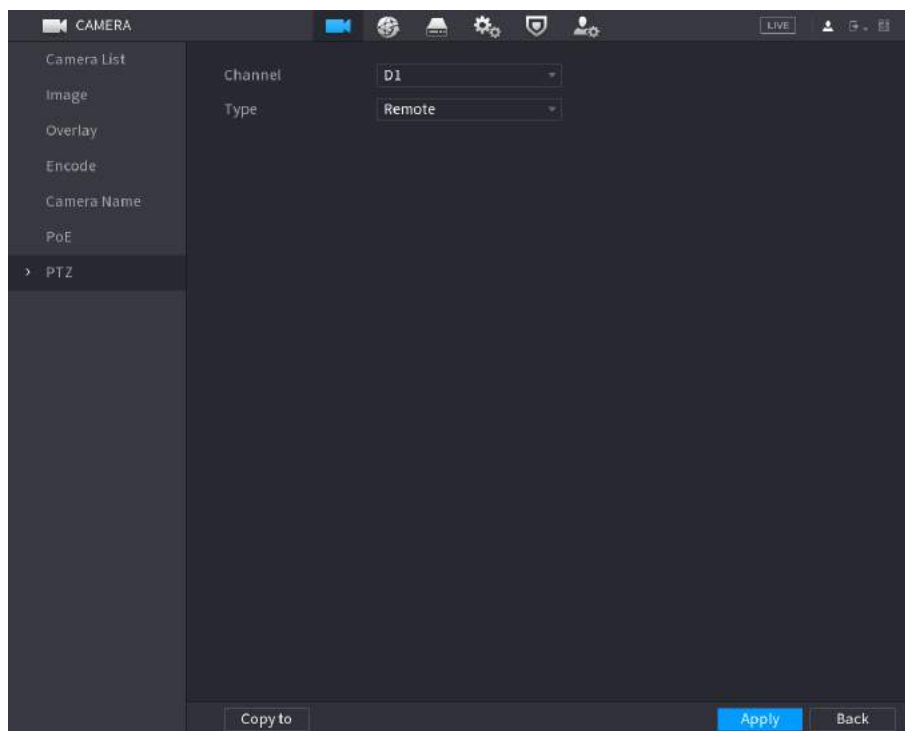 CAMERA
LIVE
Camera List
Image
Overlay
Encode
Camera Name
PoE
PTZ
Channel D1
Type Remote
Copy to Apply Back